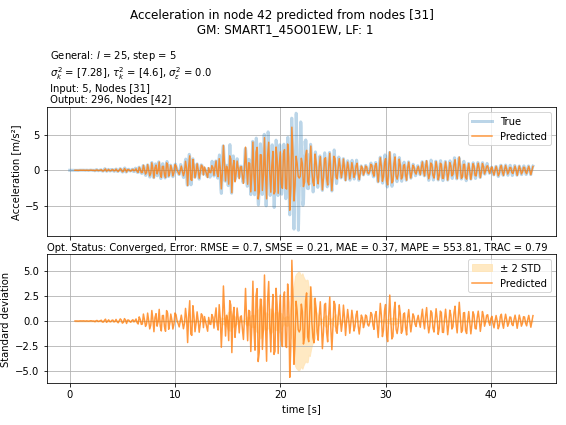 Acceleration in node 42 predicted from nodes [31]
GM: SMART1_45O01EW, LF: 1
General: l = 25, step = 5
σ²ₖ = [7.28], τ²ₖ = [4.6], σ²ε = 0.0
Input: 5, Nodes [31]
Output: 296, Nodes [42]
Acceleration [m/s²]
5
0
−5
True
Predicted
Opt. Status: Converged, Error: RMSE = 0.7, SMSE = 0.21, MAE = 0.37, MAPE = 553.81, TRAC = 0.79
Standard deviation
5.0
2.5
0.0
−2.5
−5.0
± 2 STD
Predicted
0 10 20 30 40
time [s]